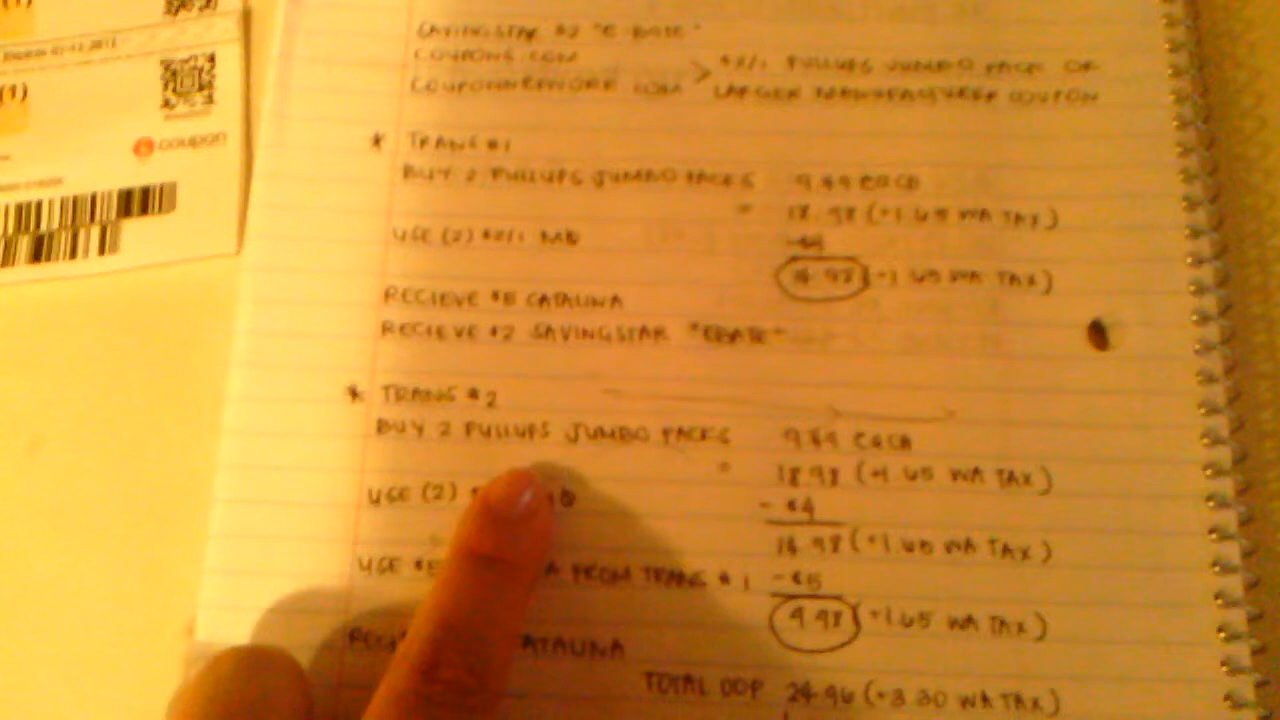 (1)
coupon
SAVINGSTAR $2 "E-BATE"
COUPONS.COM
COUPONNETWORK.COM > $2/1 PULLUPS JUMBO PACK OR
LARGER MANUFACTURER COUPON
* TRANS #1
BUY 2 PULLUPS JUMBO PACKS 9.49 EACH
= 18.98 (+1.65 WA TAX)
USE (2) $2/1 MQ -$4
(+1.65 WA TAX)
RECIEVE $5 CATALINA
RECIEVE $2 SAVINGSTAR "EBATE"
* TRANS #2
BUY 2 PULLUPS JUMBO PACKS 9.49 EACH
= 18.98 (+1.65 WA TAX)
USE (2) - $4
14.98 (+1.65 WA TAX)
USE FROM TRANS #1 -$5
9.98 (+1.65 WA TAX)
CATALINA
TOTAL OOP 24.96 (+3.30 WA TAX)